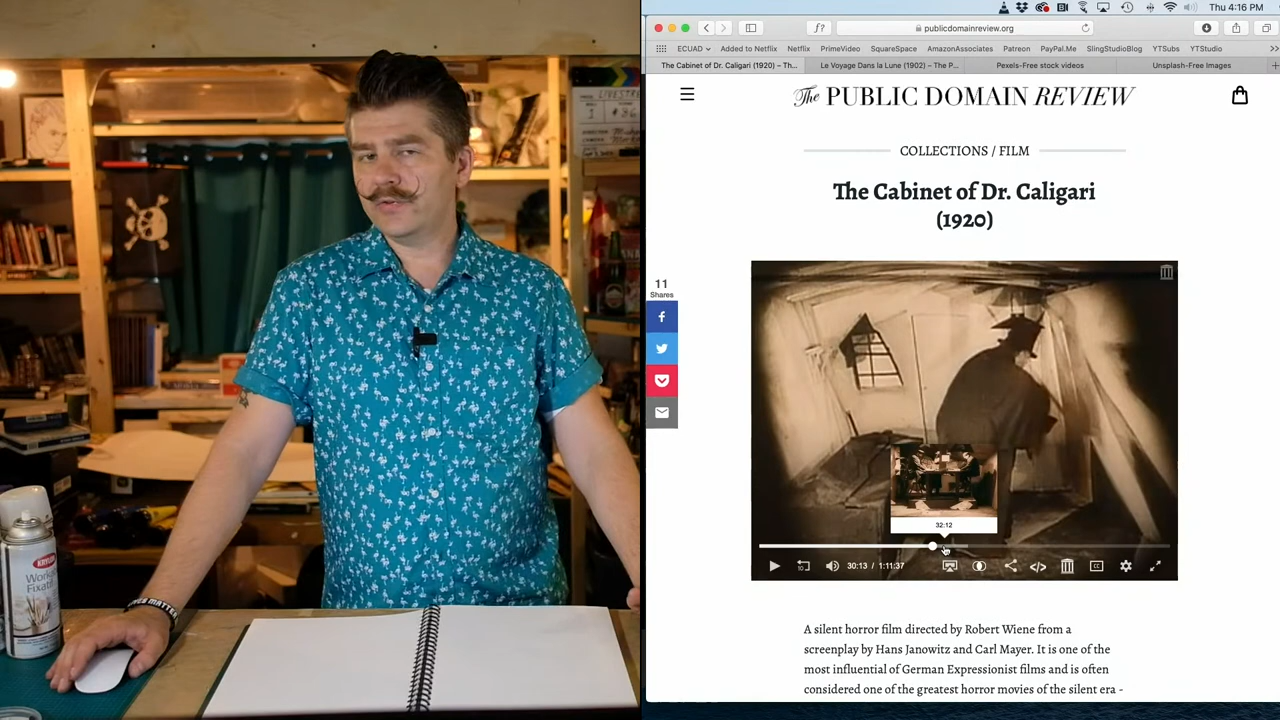 Thu 4:16 PM
publicdomainreview.org
ECUAD
Added to Netflix
Netflix
PrimeVideo
SquareSpace
AmazonAssociates
Patreon
PayPal.Me
SlingStudioBlog
YTSubs
YTStudio
The Cabinet of Dr. Caligari (1920) – Th...
Le Voyage Dans la Lune (1902) – The P...
Pexels-Free stock videos
Unsplash-Free Images
The PUBLIC DOMAIN REVIEW
COLLECTIONS / FILM
The Cabinet of Dr. Caligari
(1920)
11
Shares
32:12
30:13 / 1:11:37
CC
A silent horror film directed by Robert Wiene from a
screenplay by Hans Janowitz and Carl Mayer. It is one of the
most influential of German Expressionist films and is often
considered one of the greatest horror movies of the silent era -
KRYLON